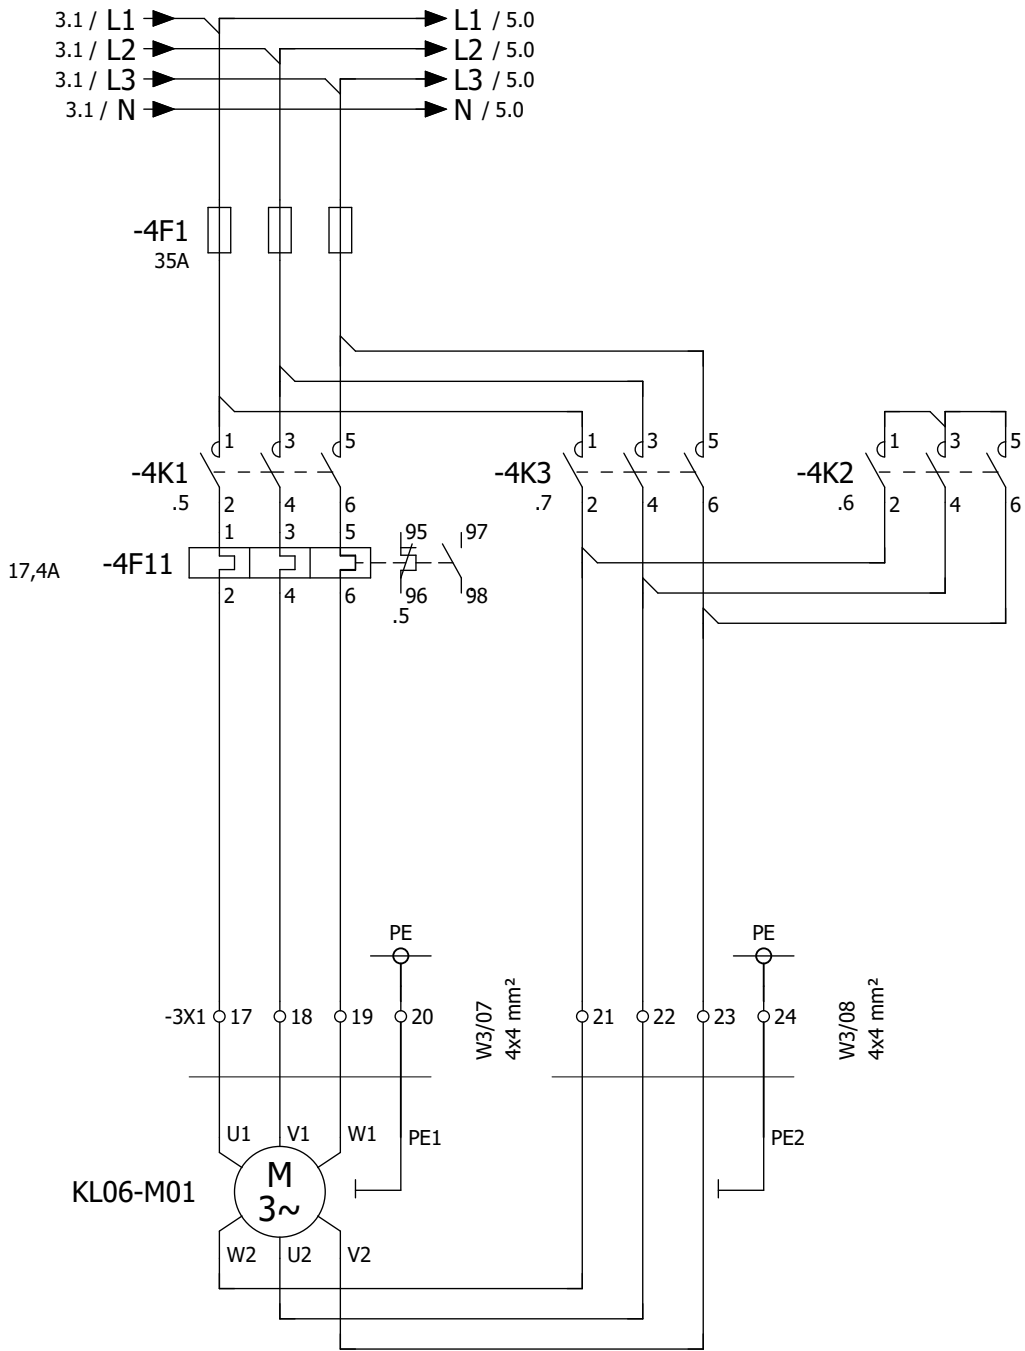 3.1 / L1 L1 / 5.0
3.1 / L2 L2 / 5.0
3.1 / L3 L3 / 5.0
3.1 / N N / 5.0
-4F1
35A
1 3 5 1 3 5 1 3 5
-4K1 -4K3 -4K2
.5 2 4 6 .7 2 4 6 .6 2 4 6
1 3 5 95 97
17,4A -4F11
2 4 6 96 98
.5
PE PE
-3X1 17 18 19 20 21 22 23 24
W3/07
4x4 mm²
W3/08
4x4 mm²
U1 V1 W1 PE1 PE2
M
KL06-M01
3~
W2 U2 V2